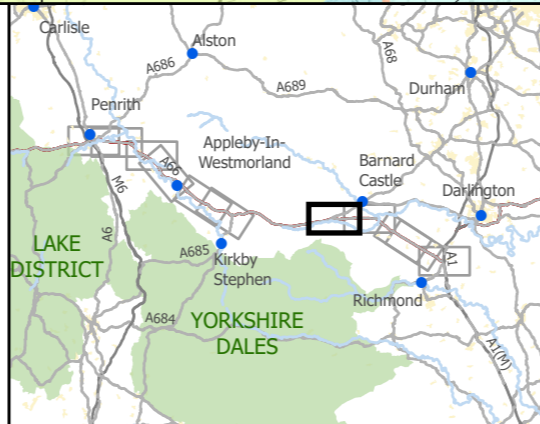 Carlisle
Alston
A68
A686
A689
Durham
Penrith
Appleby-In-
Westmorland
Barnard
Castle
Darlington
A66
M6
A6
LAKE
DISTRICT
A685
Kirkby
Stephen
A1
Richmond
A684
YORKSHIRE
DALES
A1(M)